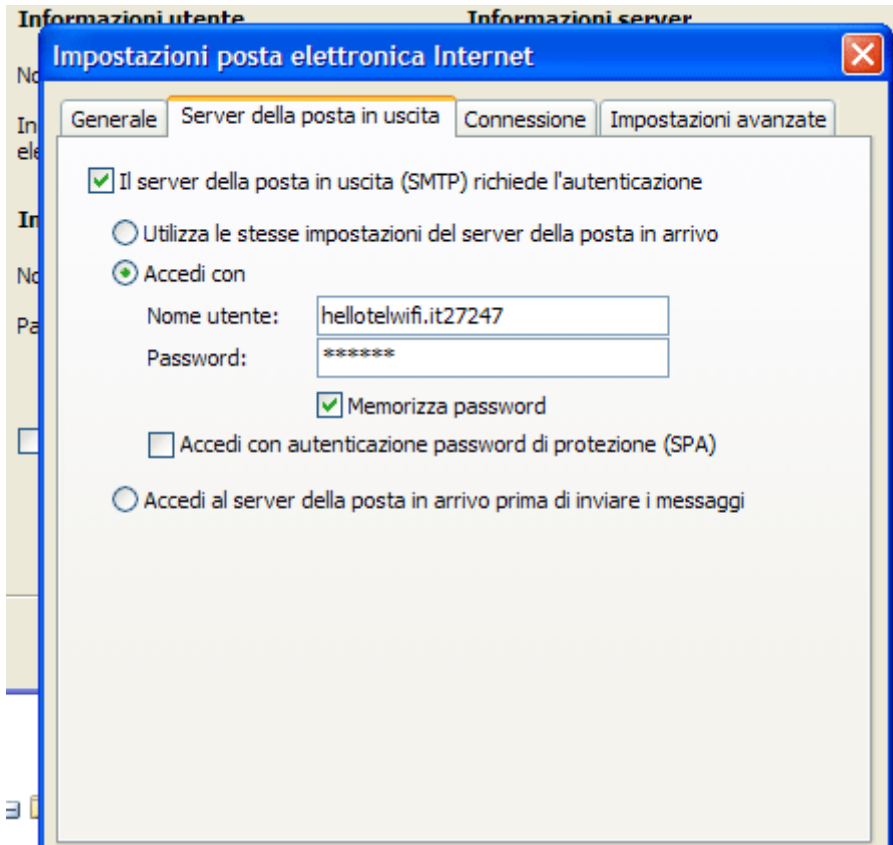 Informazioni utente Informazioni server
Impostazioni posta elettronica Internet
Generale Server della posta in uscita Connessione Impostazioni avanzate
Il server della posta in uscita (SMTP) richiede l'autenticazione
Utilizza le stesse impostazioni del server della posta in arrivo
Accedi con
Nome utente: hellotelwifi.it27247
Password: ******
Memorizza password
Accedi con autenticazione password di protezione (SPA)
Accedi al server della posta in arrivo prima di inviare i messaggi